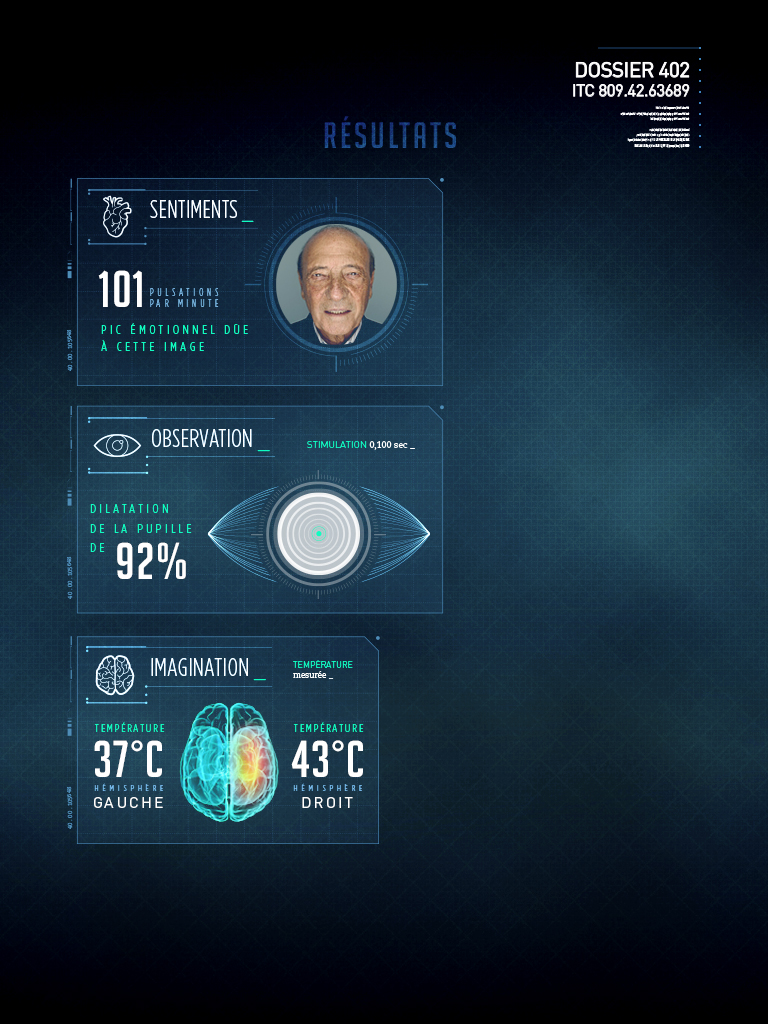 DOSSIER 402
ITC 809.42.63689
RÉSULTATS
SENTIMENTS _
101 PULSATIONS
PAR MINUTE
PIC ÉMOTIONNEL DÛE
À CETTE IMAGE
OBSERVATION _
STIMULATION 0,100 sec _
DILATATION
DE LA PUPILLE
DE 92%
IMAGINATION _
TEMPÉRATURE
mesurée _
TEMPÉRATURE
37°C
HÉMISPHÈRE
GAUCHE
TEMPÉRATURE
43°C
HÉMISPHÈRE
DROIT